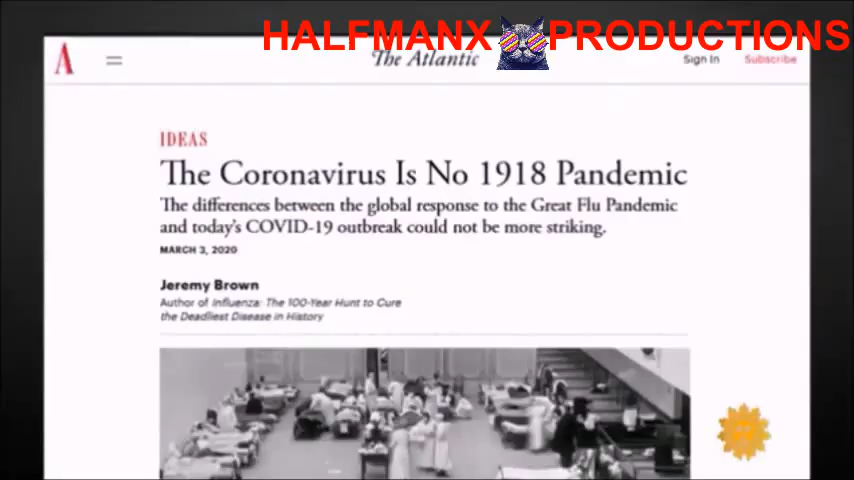 HALFMANX PRODUCTIONS
A The Atlantic Sign In Subscribe
IDEAS
The Coronavirus Is No 1918 Pandemic
The differences between the global response to the Great Flu Pandemic
and today's COVID-19 outbreak could not be more striking.
MARCH 3, 2020
Jeremy Brown
Author of Influenza: The 100-Year Hunt to Cure
the Deadliest Disease in History